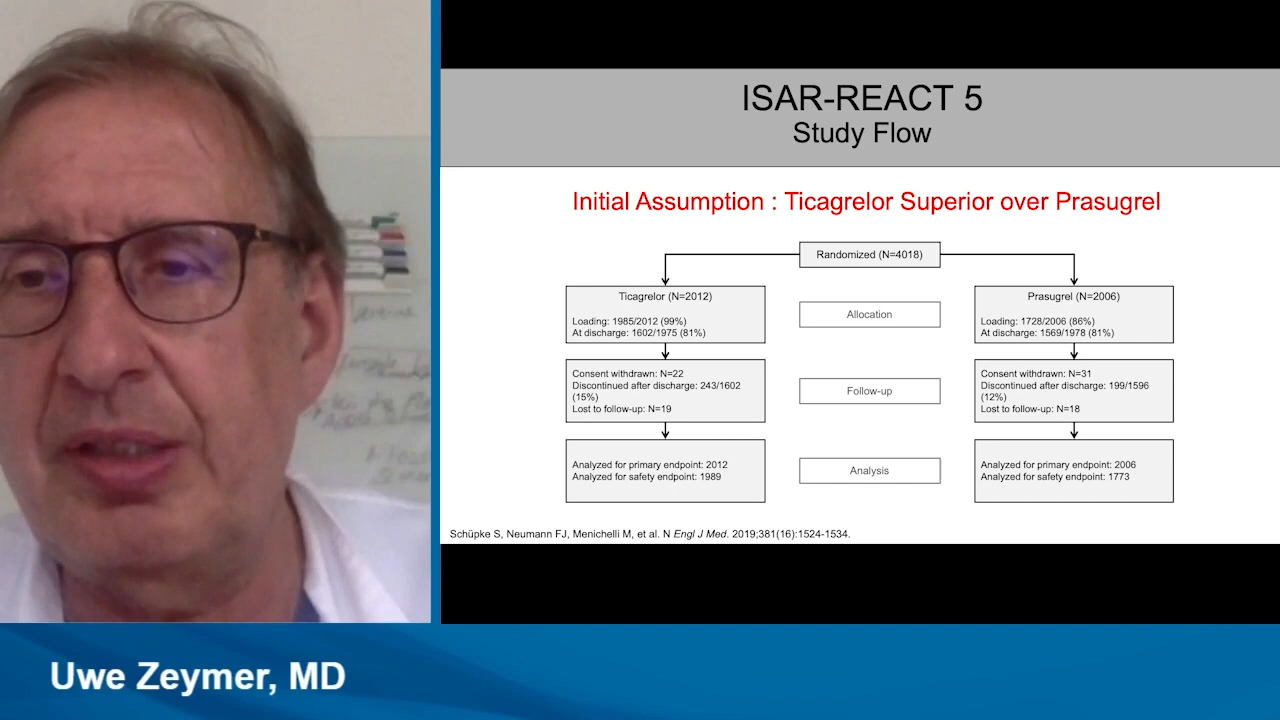 ISAR-REACT 5
Study Flow
Initial Assumption : Ticagrelor Superior over Prasugrel
Randomized (N=4018)
Ticagrelor (N=2012)
Loading: 1985/2012 (99%)
At discharge: 1602/1975 (81%)
Allocation
Prasugrel (N=2006)
Loading: 1728/2006 (86%)
At discharge: 1569/1978 (81%)
Consent withdrawn: N=22
Discontinued after discharge: 243/1602
(15%)
Lost to follow-up: N=19
Follow-up
Consent withdrawn: N=31
Discontinued after discharge: 199/1596
(12%)
Lost to follow-up: N=18
Analyzed for primary endpoint: 2012
Analyzed for safety endpoint: 1989
Analysis
Analyzed for primary endpoint: 2006
Analyzed for safety endpoint: 1773
Schüpke S, Neumann FJ, Menichelli M, et al. N Engl J Med. 2019;381(16):1524-1534.
Uwe Zeymer, MD